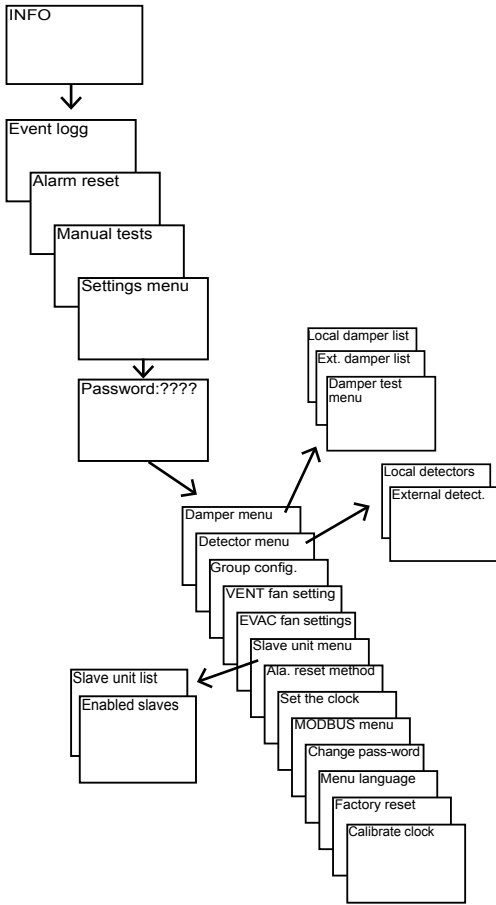 INFO
Event logg
Alarm reset
Manual tests
Settings menu
Password:????
Local damper list
Ext. damper list
Damper test
menu
Local detectors
External detect.
Damper menu
Detector menu
Group config.
VENT fan setting
EVAC fan settings
Slave unit menu
Ala. reset method
Set the clock
MODBUS menu
Change pass-word
Menu language
Factory reset
Calibrate clock
Slave unit list
Enabled slaves